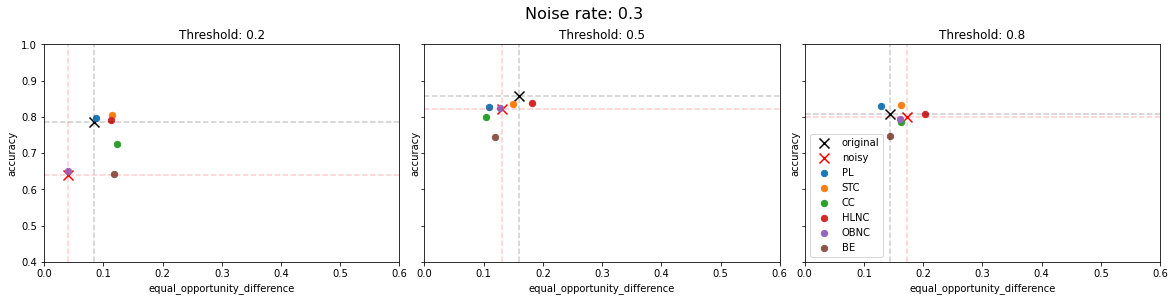 Noise rate: 0.3
Threshold: 0.2
Threshold: 0.5
Threshold: 0.8
1.0
0.9
0.8
0.7
0.6
0.5
0.4
accuracy
accuracy
accuracy
original
noisy
PL
STC
CC
HLNC
OBNC
BE
0.0 0.1 0.2 0.3 0.4 0.5 0.6
0.0 0.1 0.2 0.3 0.4 0.5 0.6
0.0 0.1 0.2 0.3 0.4 0.5 0.6
equal_opportunity_difference
equal_opportunity_difference
equal_opportunity_difference